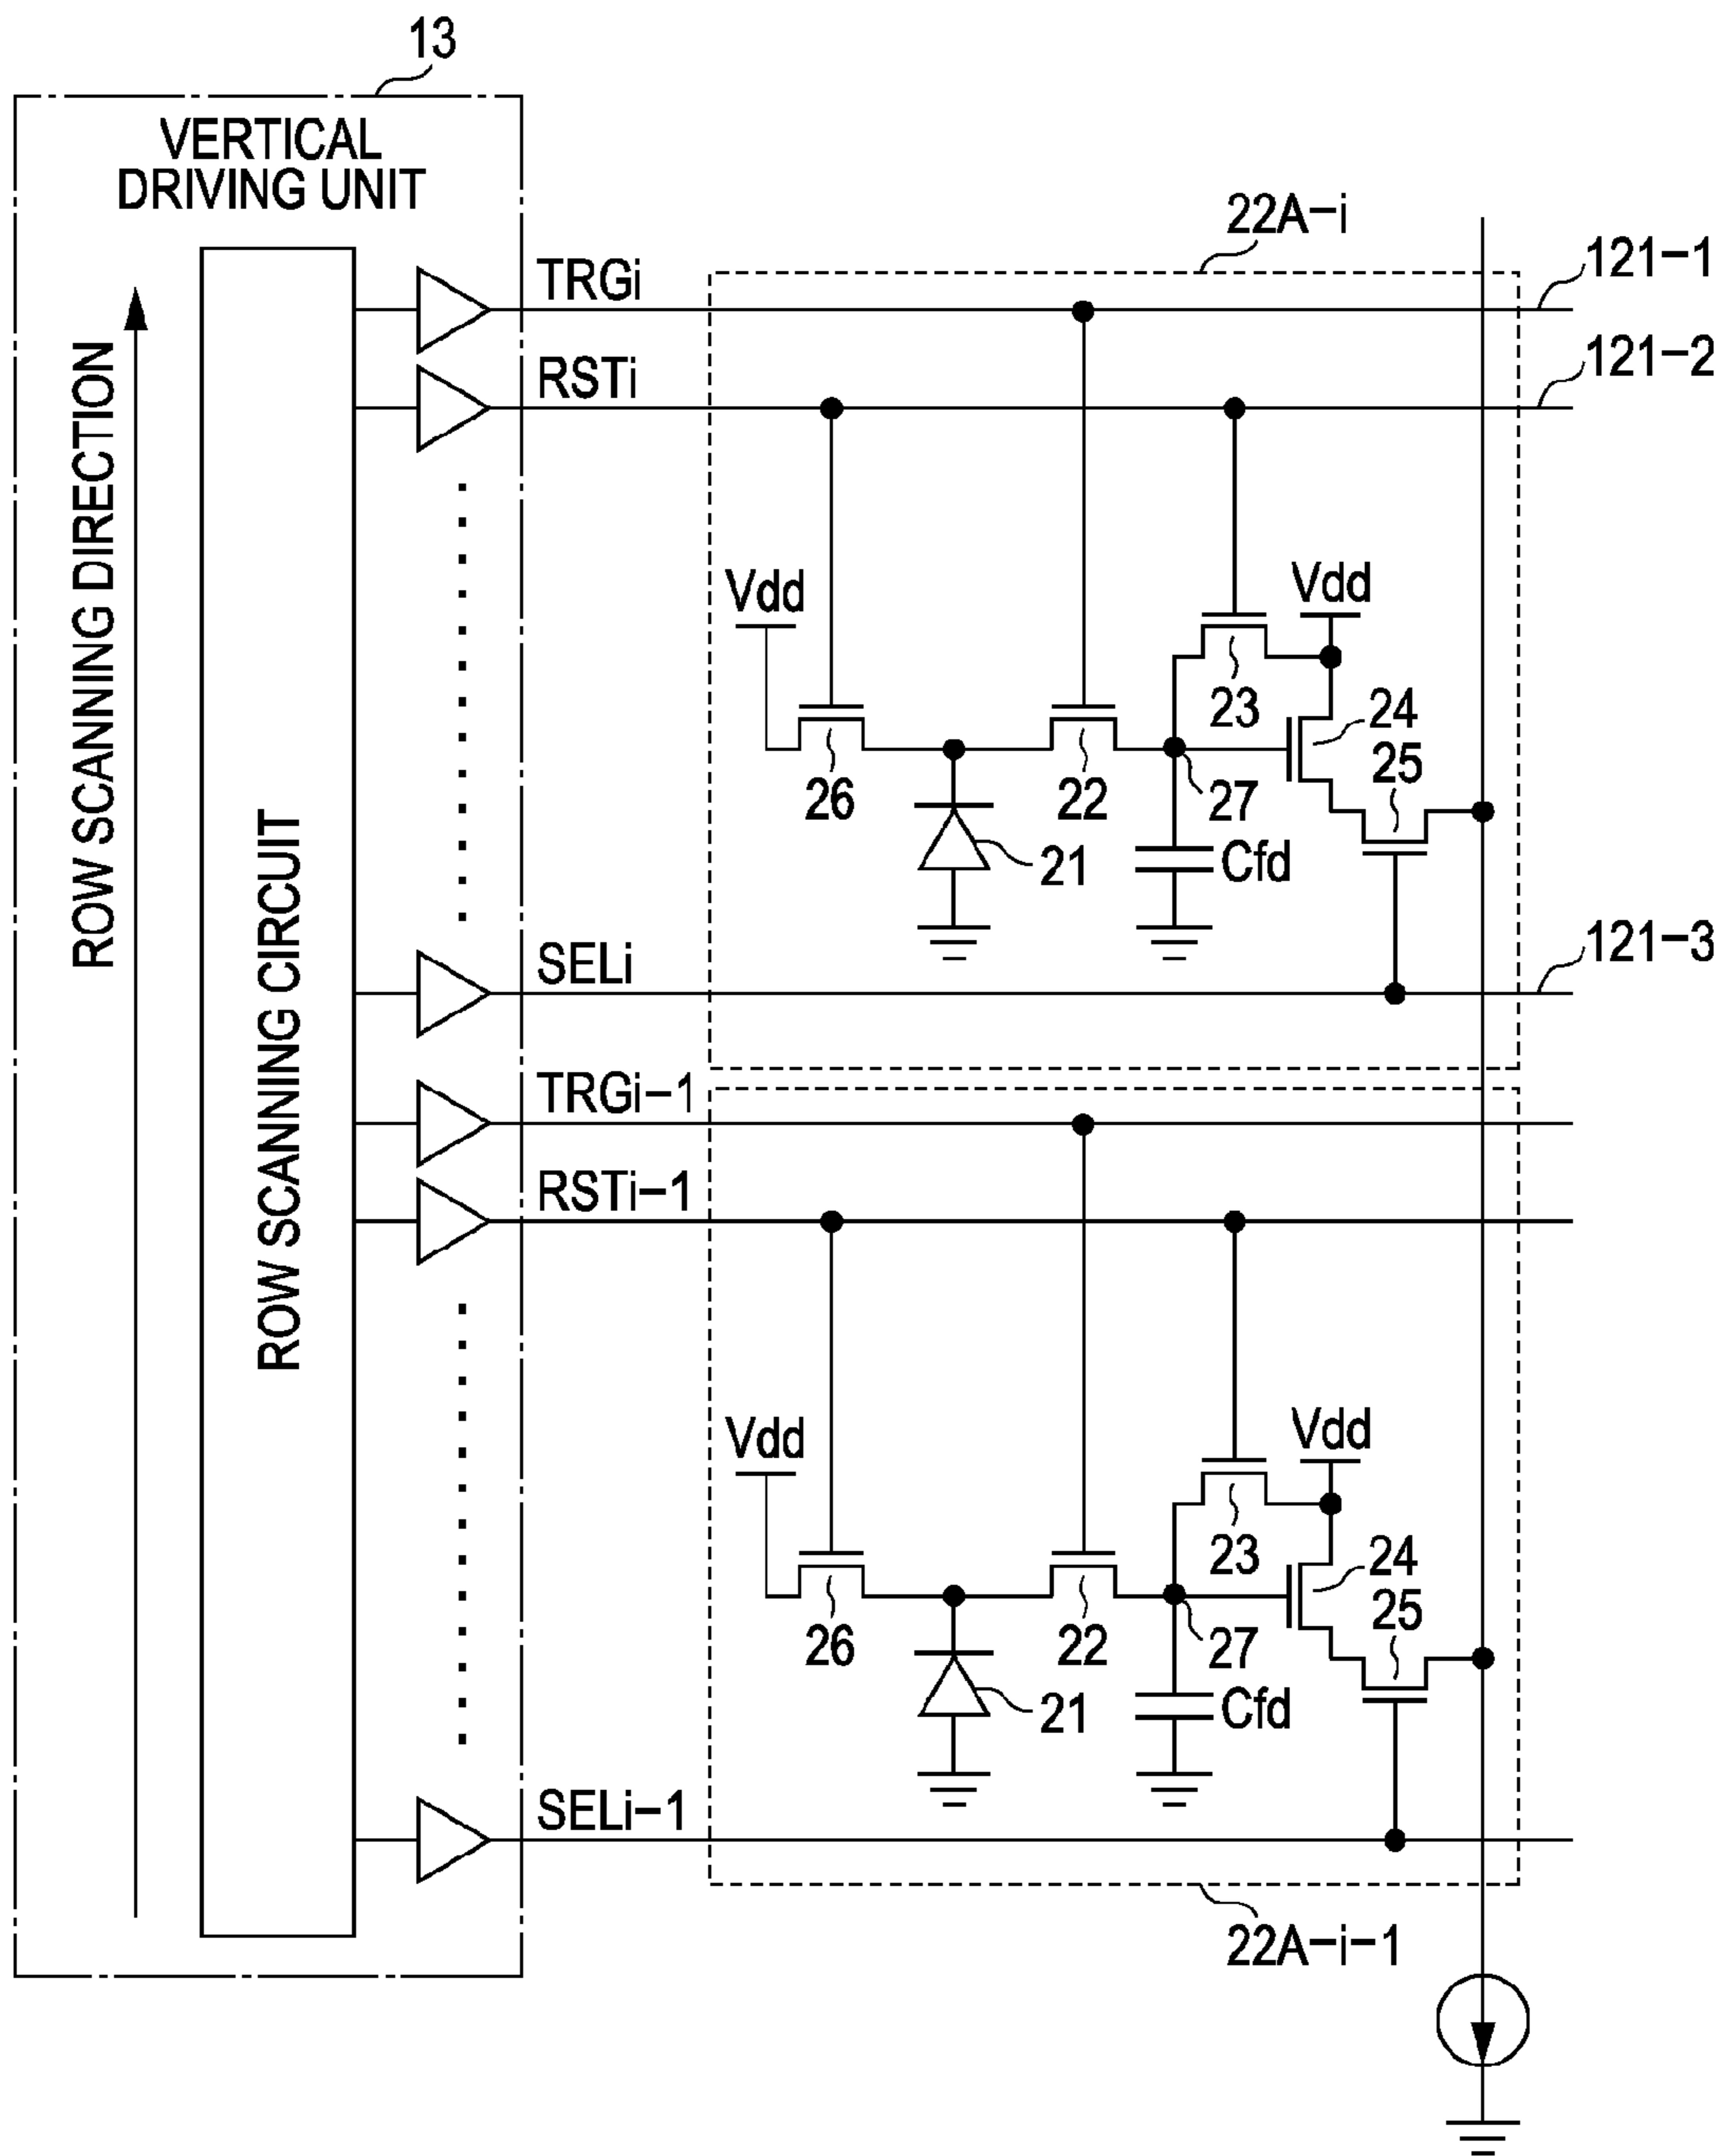 13
VERTICAL
DRIVING UNIT
ROW SCANNING DIRECTION
ROW SCANNING CIRCUIT
22A-i
TRGi
121-1
RSTi
121-2
Vdd
Vdd
23
24
25
26
22
27
21
Cfd
SELi
121-3
TRGi-1
RSTi-1
Vdd
Vdd
23
24
25
26
22
27
21
Cfd
SELi-1
22A-i-1